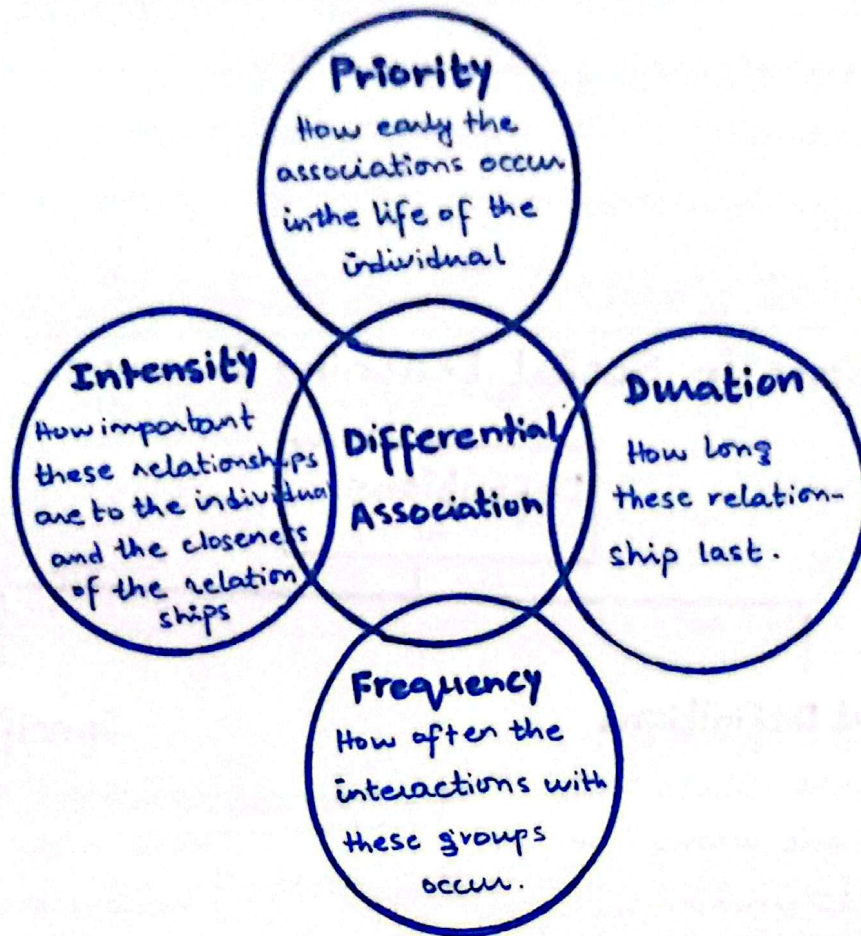 Priority
How early the
associations occur
in the life of the
individual
Intensity
How important
these relationships
are to the individual
and the closeness
of the relation
ships
Differential
Association
Duration
How long
these relation-
ship last.
Frequency
How often the
interactions with
these groups
occur.